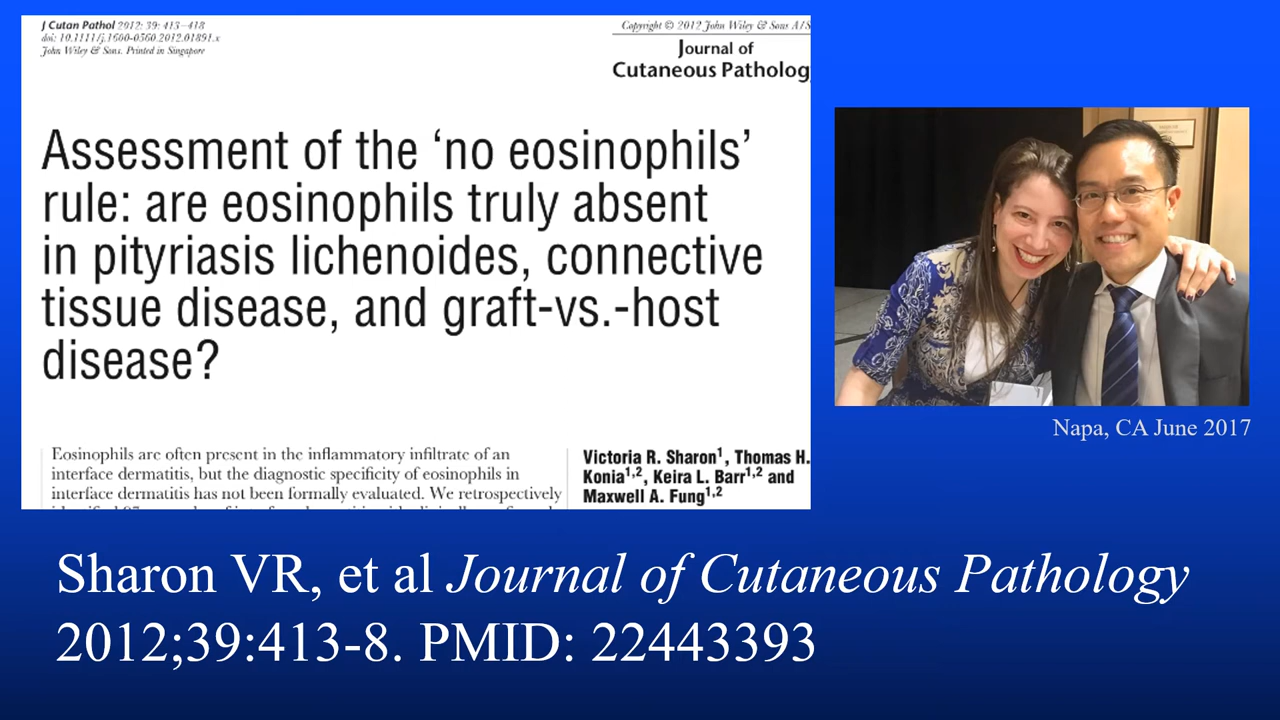 J Cutan Pathol 2012: 39: 413–418
doi: 10.1111/j.1600-0560.2012.01891.x
John Wiley & Sons. Printed in Singapore
Copyright © 2012 John Wiley & Sons A/S
Journal of
Cutaneous Patholog
Assessment of the ‘no eosinophils’
rule: are eosinophils truly absent
in pityriasis lichenoides, connective
tissue disease, and graft-vs.-host
disease?
Eosinophils are often present in the inflammatory infiltrate of an
interface dermatitis, but the diagnostic specificity of eosinophils in
interface dermatitis has not been formally evaluated. We retrospectively
Victoria R. Sharon1, Thomas H.
Konia1,2, Keira L. Barr1,2 and
Maxwell A. Fung1,2
Napa, CA June 2017
Sharon VR, et al Journal of Cutaneous Pathology
2012;39:413-8. PMID: 22443393